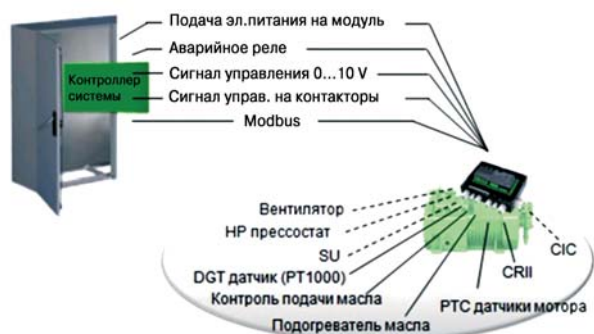 Подача эл.питания на модуль
Аварийное реле
Контроллер системы
Сигнал управления 0...10 V
Сигнал управ. на контакторы
Modbus
Вентилятор
HP прессостат
SU
DGT датчик (PT1000)
Контроль подачи масла
Подогреватель масла
PTC датчики мотора
CRII
CIC